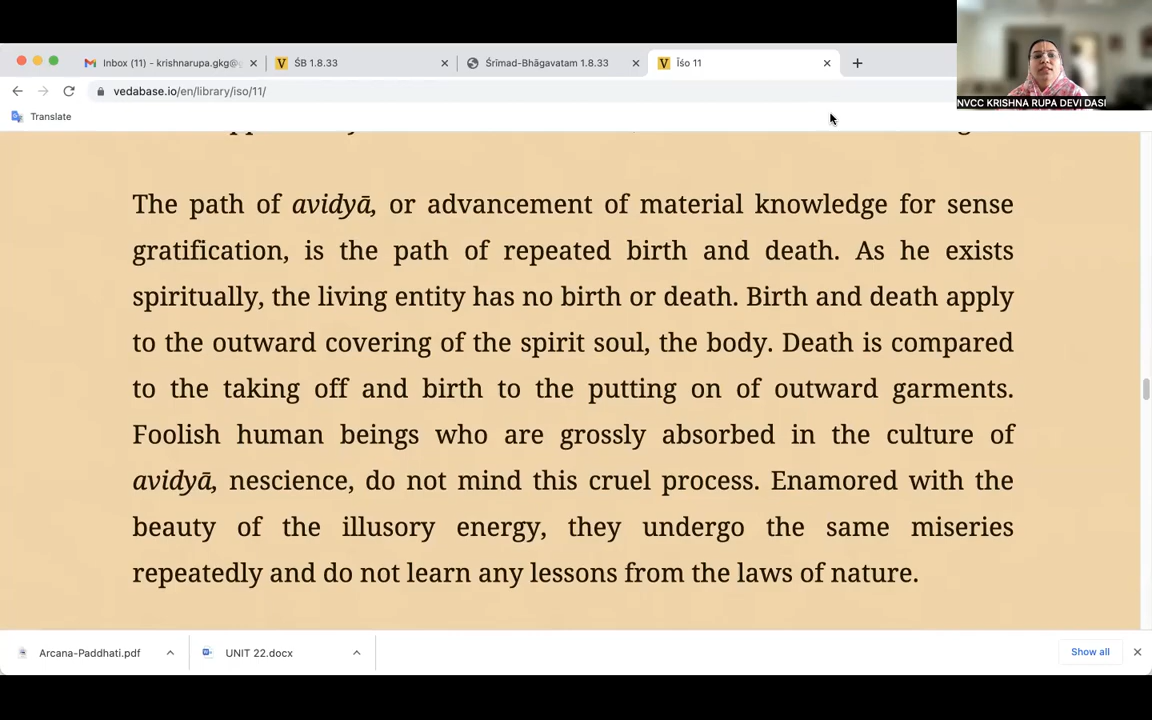 Inbox (11) - krishnarupa.gkg@g
ŚB 1.8.33
Śrīmad-Bhāgavatam 1.8.33
Īśo 11
vedabase.io/en/library/iso/11/
NVCC KRISHNA RUPA DEVI DASI
Translate
The path of avidyā, or advancement of material knowledge for sense
gratification, is the path of repeated birth and death. As he exists
spiritually, the living entity has no birth or death. Birth and death apply
to the outward covering of the spirit soul, the body. Death is compared
to the taking off and birth to the putting on of outward garments.
Foolish human beings who are grossly absorbed in the culture of
avidyā, nescience, do not mind this cruel process. Enamored with the
beauty of the illusory energy, they undergo the same miseries
repeatedly and do not learn any lessons from the laws of nature.
Arcana-Paddhati.pdf
UNIT 22.docx
Show all